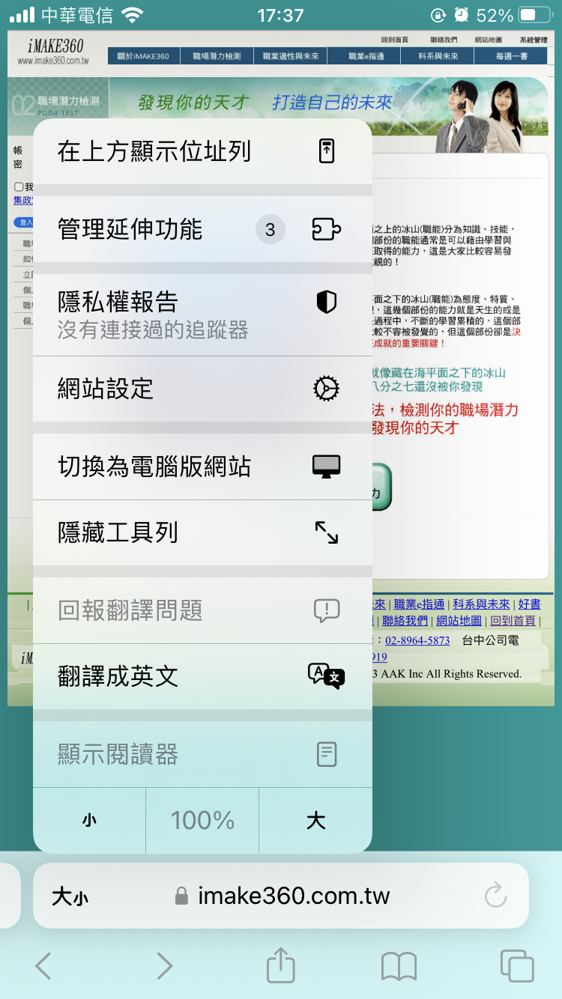 中華電信
17:37
52%
iMAKE360
www.imake360.com.tw
回到首頁 聯絡我們 網站地圖 系統管理
關於iMAKE360 職場潛力檢測 職業適性與未來 職業e指通 科系與未來 每週一書
02 職場潛力檢測
PODA TEST
發現你的天才 打造自己的未來
帳
密
我
集政
登入
職
如
立
個
職
個
之上的冰山(職能)分為知識、技能，
部份的職能通常是可以藉由學習與
取得的能力，這是大家比較容易發
視的！
面之下的冰山(職能)為態度、特質、
，這幾個部份的能力就是天生的或是
過程中，不斷的學習累積的，這個部
較不容被發覺的，但這個部份卻是決
成就的重要關鍵！
就像藏在海平面之下的冰山
八分之七還沒被你發現
法，檢測你的職場潛力
發現你的天才
力
在上方顯示位址列
管理延伸功能 3
隱私權報告
沒有連接過的追蹤器
網站設定
切換為電腦版網站
隱藏工具列
回報翻譯問題
翻譯成英文
A 文
顯示閱讀器
小 100% 大
來 | 職業e指通 | 科系與未來 | 好書
| 聯絡我們 | 網站地圖 | 回到首頁 |
：02-8964-5873 台中公司電
919
iM
3 AAK Inc All Rights Reserved.
大小 imake360.com.tw